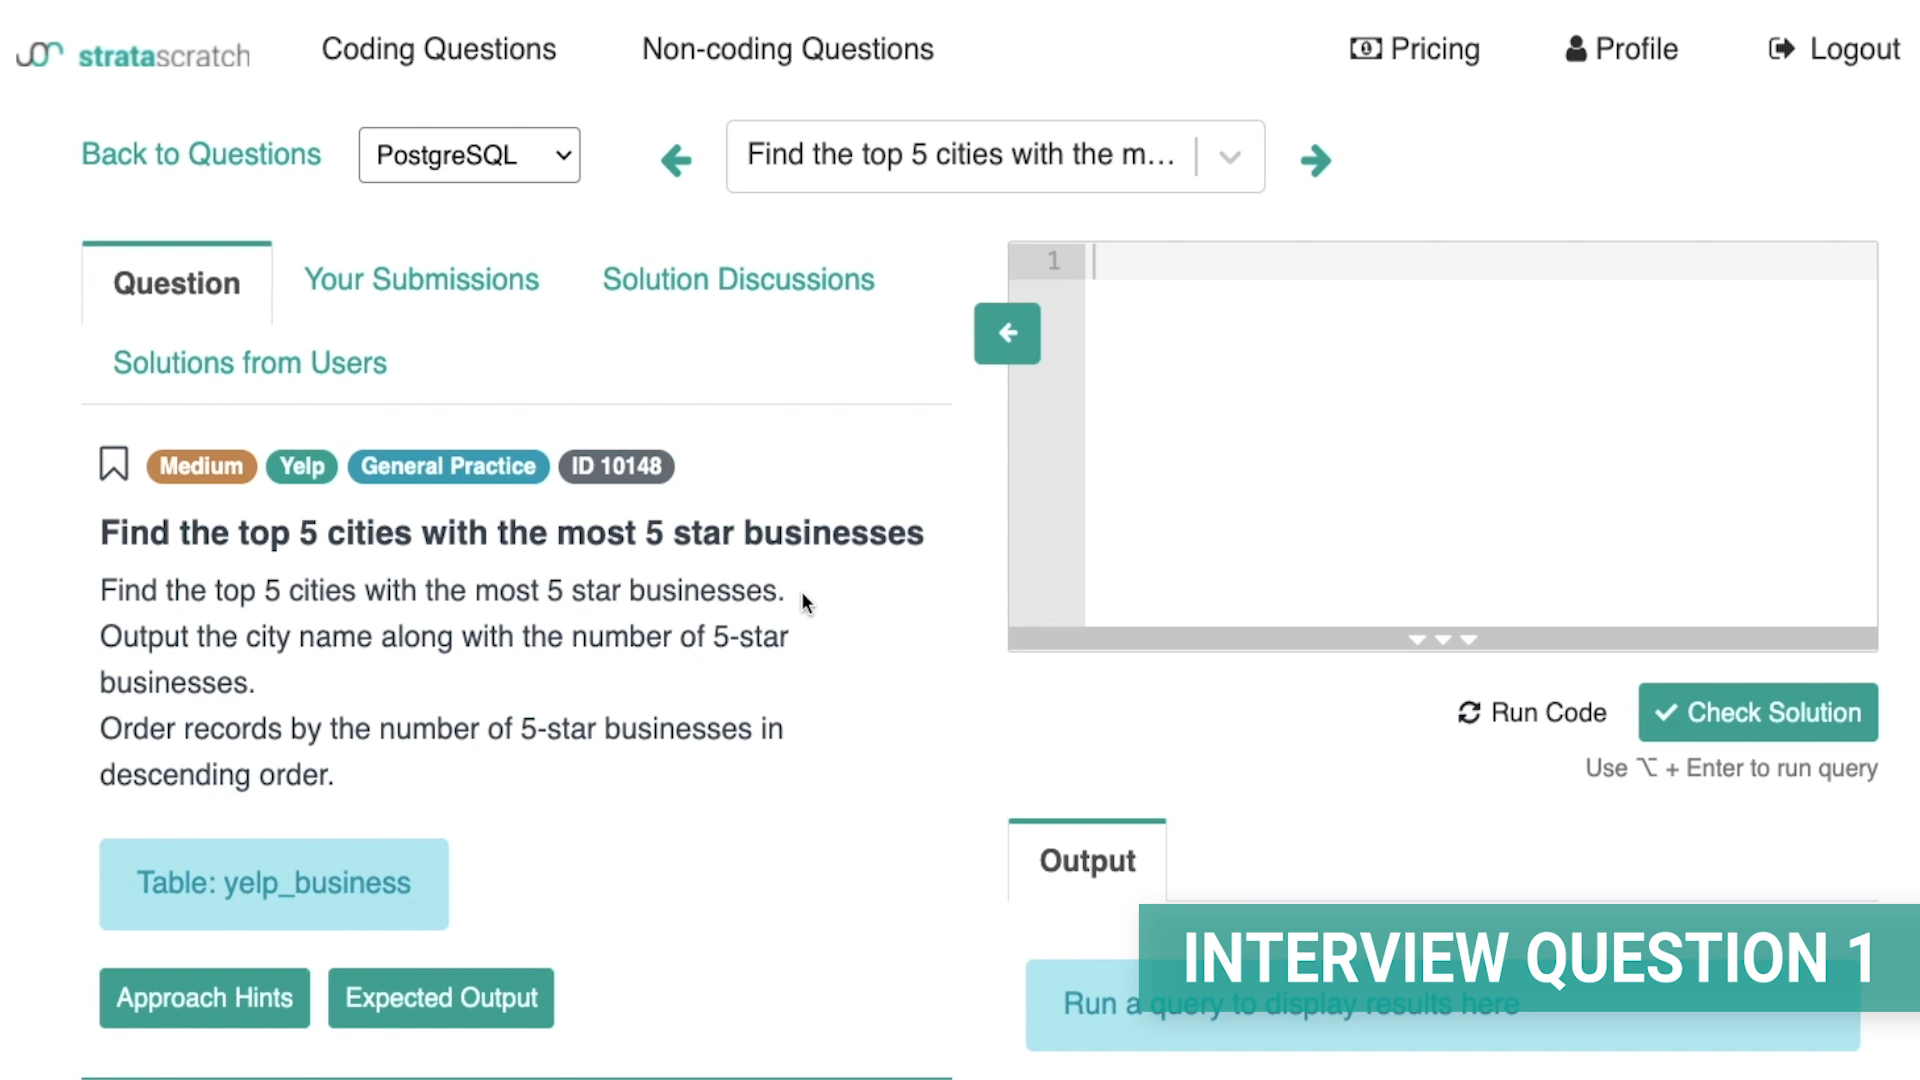 stratascratch
Coding Questions
Non-coding Questions
Pricing
Profile
Logout
Back to Questions
PostgreSQL
Find the top 5 cities with the m...
Question
Your Submissions
Solution Discussions
Solutions from Users
Medium
Yelp
General Practice
ID 10148
Find the top 5 cities with the most 5 star businesses
Find the top 5 cities with the most 5 star businesses.
Output the city name along with the number of 5-star
businesses.
Order records by the number of 5-star businesses in
descending order.
Table: yelp_business
Approach Hints
Expected Output
1
Run Code
Check Solution
Use ⌥ + Enter to run query
Output
INTERVIEW QUESTION 1
Run a query to display results here